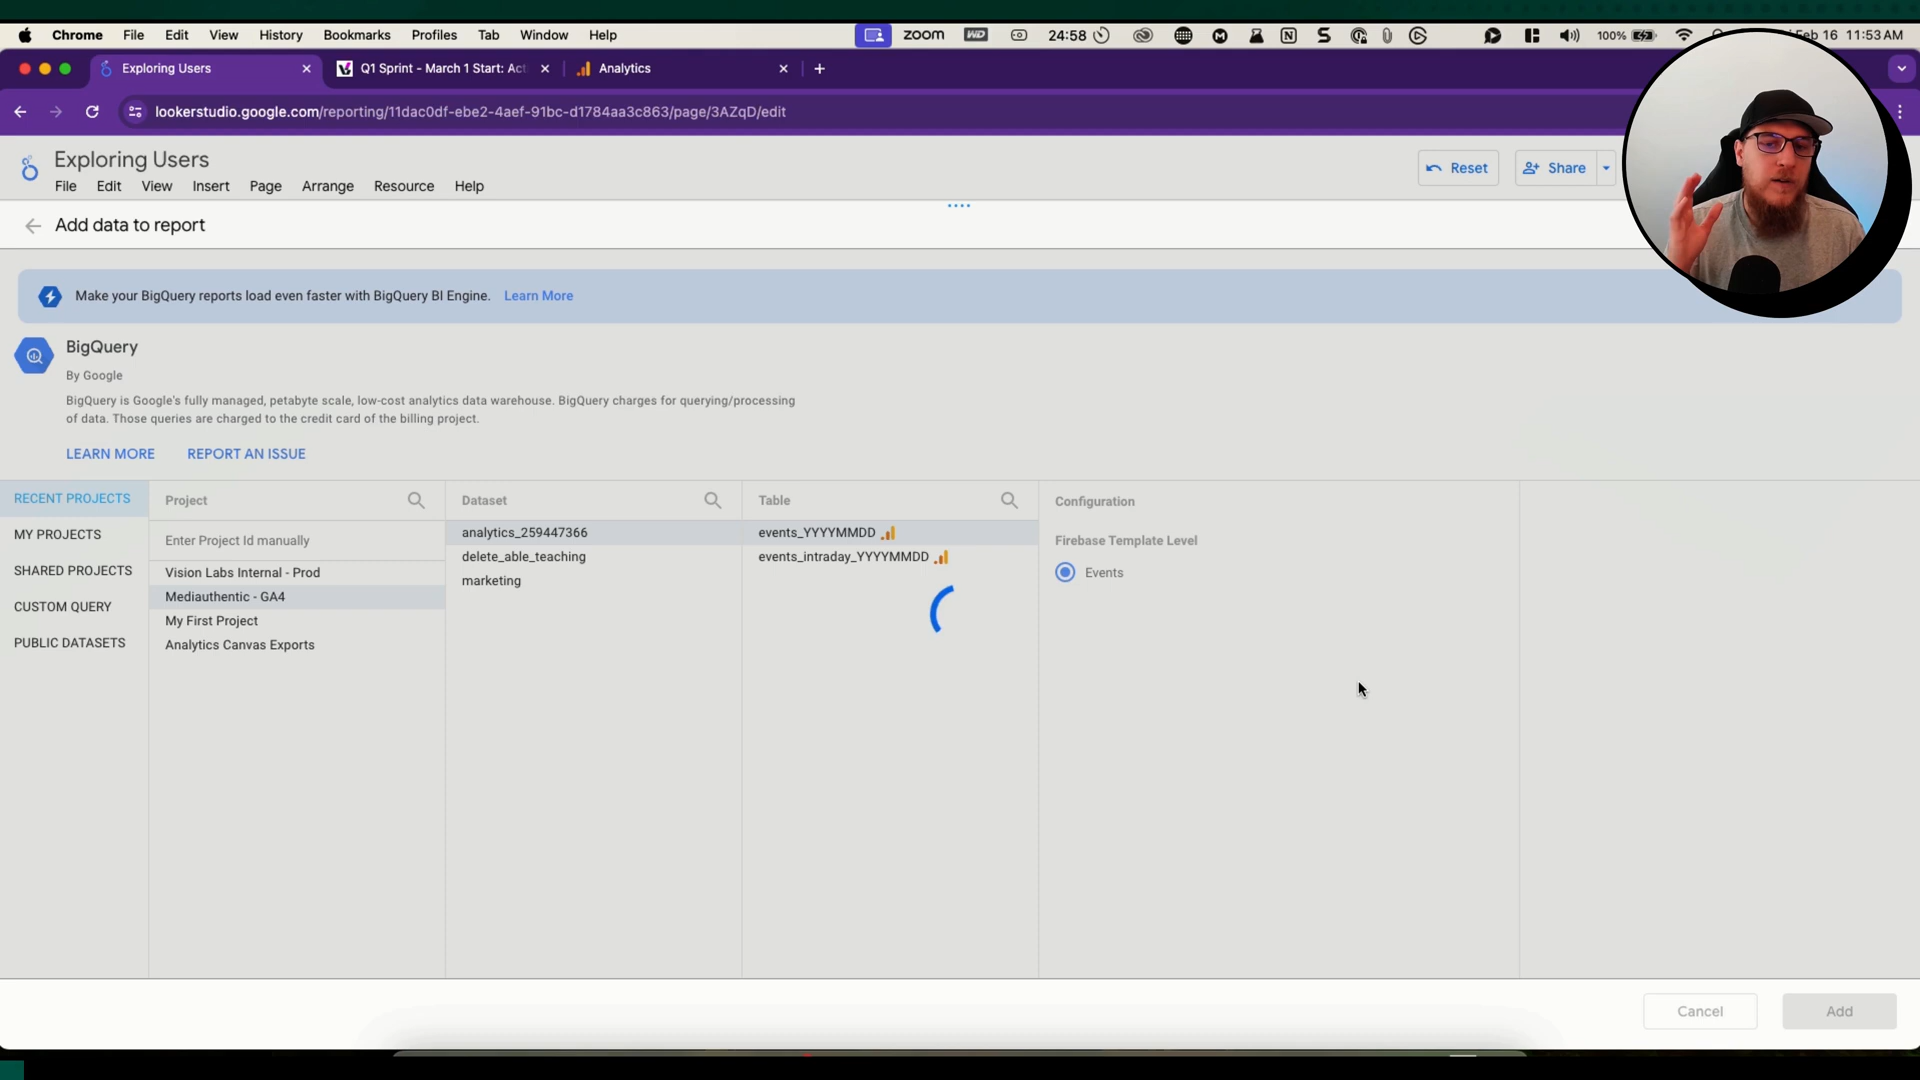 Chrome File Edit View History Bookmarks Profiles Tab Window Help zoom 24:58 100% Feb 16 11:53 AM
Exploring Users Q1 Sprint - March 1 Start: Act Analytics
lookerstudio.google.com/reporting/11dac0df-ebe2-4aef-91bc-d1784aa3c863/page/3AZqD/edit
Exploring Users
Reset Share
File Edit View Insert Page Arrange Resource Help
Add data to report
Make your BigQuery reports load even faster with BigQuery BI Engine. Learn More
BigQuery
By Google
BigQuery is Google's fully managed, petabyte scale, low-cost analytics data warehouse. BigQuery charges for querying/processing
of data. Those queries are charged to the credit card of the billing project.
LEARN MORE REPORT AN ISSUE
RECENT PROJECTS
MY PROJECTS
SHARED PROJECTS
CUSTOM QUERY
PUBLIC DATASETS
Project
Enter Project Id manually
Vision Labs Internal - Prod
Mediauthentic - GA4
My First Project
Analytics Canvas Exports
Dataset
analytics_259447366
delete_able_teaching
marketing
Table
events_YYYYMMDD
events_intraday_YYYYMMDD
Configuration
Firebase Template Level
Events
Cancel Add